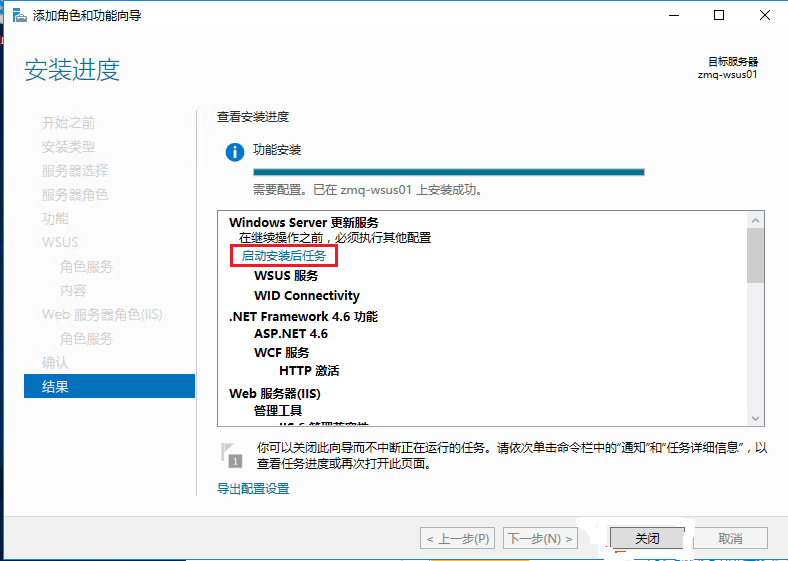 添加角色和功能向导
安装进度
目标服务器
zmq-wsus01
开始之前
安装类型
服务器选择
服务器角色
功能
WSUS
角色服务
内容
Web 服务器角色(IIS)
角色服务
确认
结果
查看安装进度
功能安装
需要配置。已在 zmq-wsus01 上安装成功。
Windows Server 更新服务
在继续操作之前，必须执行其他配置
启动安装后任务
WSUS 服务
WID Connectivity
.NET Framework 4.6 功能
ASP.NET 4.6
WCF 服务
HTTP 激活
Web 服务器(IIS)
管理工具
IIS 6 管理兼容性
1
你可以关闭此向导而不中断正在运行的任务。请依次单击命令栏中的“通知”和“任务详细信息”，以
查看任务进度或再次打开此页面。
导出配置设置
< 上一步(P)
下一步(N) >
关闭
取消